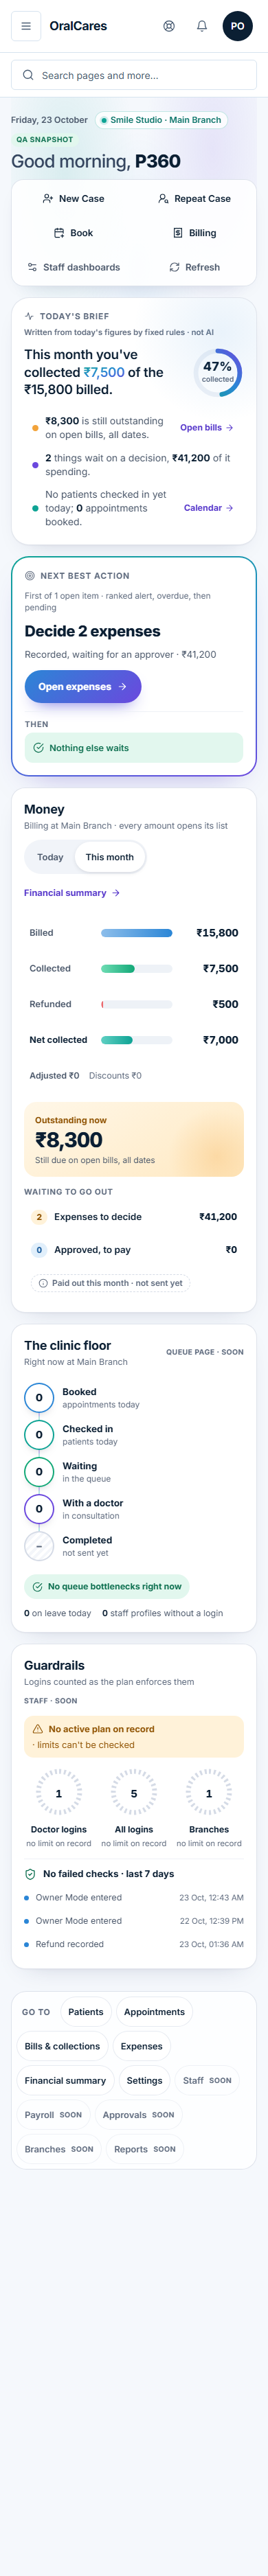 OralCares
PO
Search pages and more...
Friday, 23 October
Smile Studio · Main Branch
QA SNAPSHOT
Good morning, P360
New Case
Repeat Case
Book
Billing
Staff dashboards
Refresh
TODAY'S BRIEF
Written from today's figures by fixed rules · not AI
This month you've
collected ₹7,500 of the
₹15,800 billed.
47%
collected
₹8,300 is still outstanding
on open bills, all dates.
Open bills →
2 things wait on a decision, ₹41,200 of it
spending.
No patients checked in yet
today; 0 appointments
booked.
Calendar →
NEXT BEST ACTION
First of 1 open item · ranked alert, overdue, then
pending
Decide 2 expenses
Recorded, waiting for an approver · ₹41,200
Open expenses →
THEN
Nothing else waits
Money
Billing at Main Branch · every amount opens its list
Today
This month
Financial summary →
Billed
₹15,800
Collected
₹7,500
Refunded
₹500
Net collected
₹7,000
Adjusted ₹0
Discounts ₹0
Outstanding now
₹8,300
Still due on open bills, all dates
WAITING TO GO OUT
2
Expenses to decide
₹41,200
0
Approved, to pay
₹0
Paid out this month · not sent yet
The clinic floor
Right now at Main Branch
QUEUE PAGE · SOON
0
Booked
appointments today
0
Checked in
patients today
0
Waiting
in the queue
0
With a doctor
in consultation
–
Completed
not sent yet
No queue bottlenecks right now
0 on leave today
0 staff profiles without a login
Guardrails
Logins counted as the plan enforces them
STAFF · SOON
No active plan on record
· limits can't be checked
1
Doctor logins
no limit on record
5
All logins
no limit on record
1
Branches
no limit on record
No failed checks · last 7 days
Owner Mode entered
23 Oct, 12:43 AM
Owner Mode entered
22 Oct, 12:39 PM
Refund recorded
23 Oct, 01:36 AM
GO TO
Patients
Appointments
Bills & collections
Expenses
Financial summary
Settings
Staff SOON
Payroll SOON
Approvals SOON
Branches SOON
Reports SOON